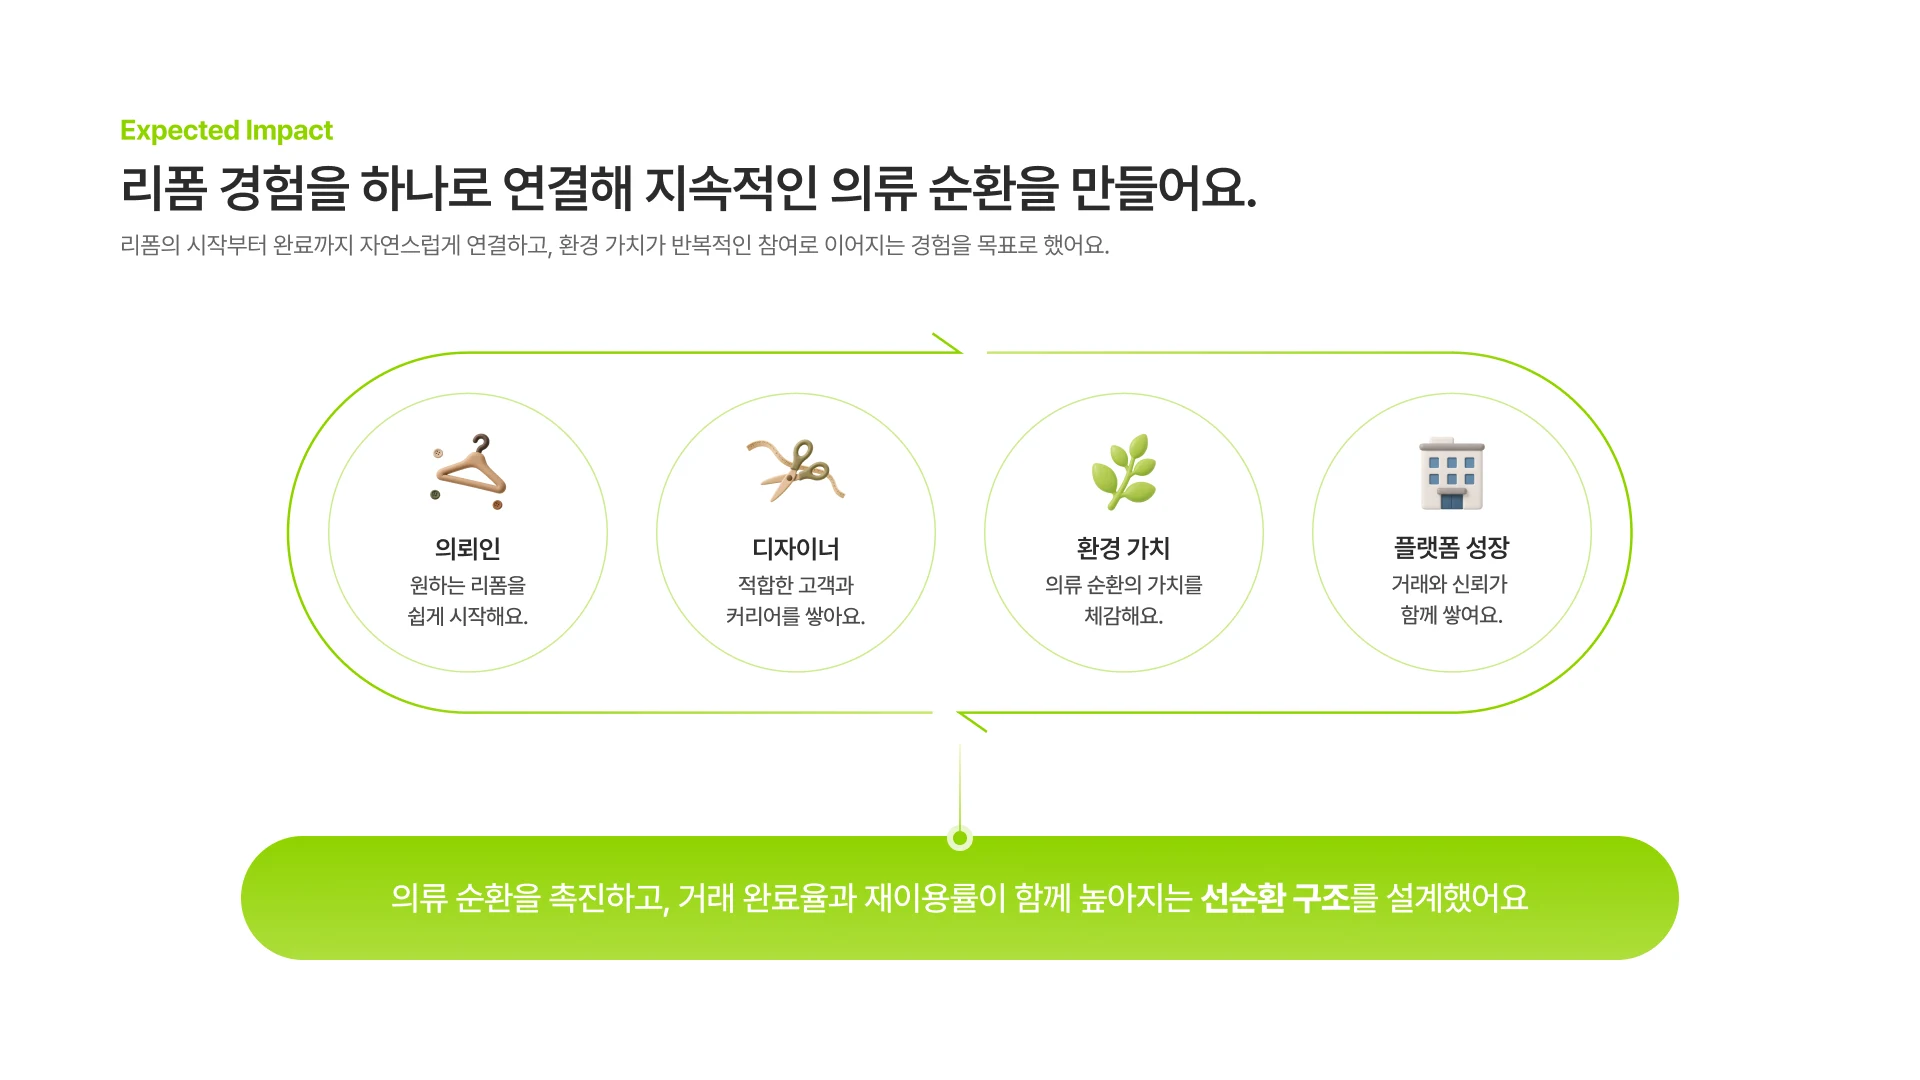 Expected Impact
리폼 경험을 하나로 연결해 지속적인 의류 순환을 만들어요.
리폼의 시작부터 완료까지 자연스럽게 연결하고, 환경 가치가 반복적인 참여로 이어지는 경험을 목표로 했어요.
의뢰인
원하는 리폼을
쉽게 시작해요.
디자이너
적합한 고객과
커리어를 쌓아요.
환경 가치
의류 순환의 가치를
체감해요.
플랫폼 성장
거래와 신뢰가
함께 쌓여요.
의류 순환을 촉진하고, 거래 완료율과 재이용률이 함께 높아지는 선순환 구조를 설계했어요